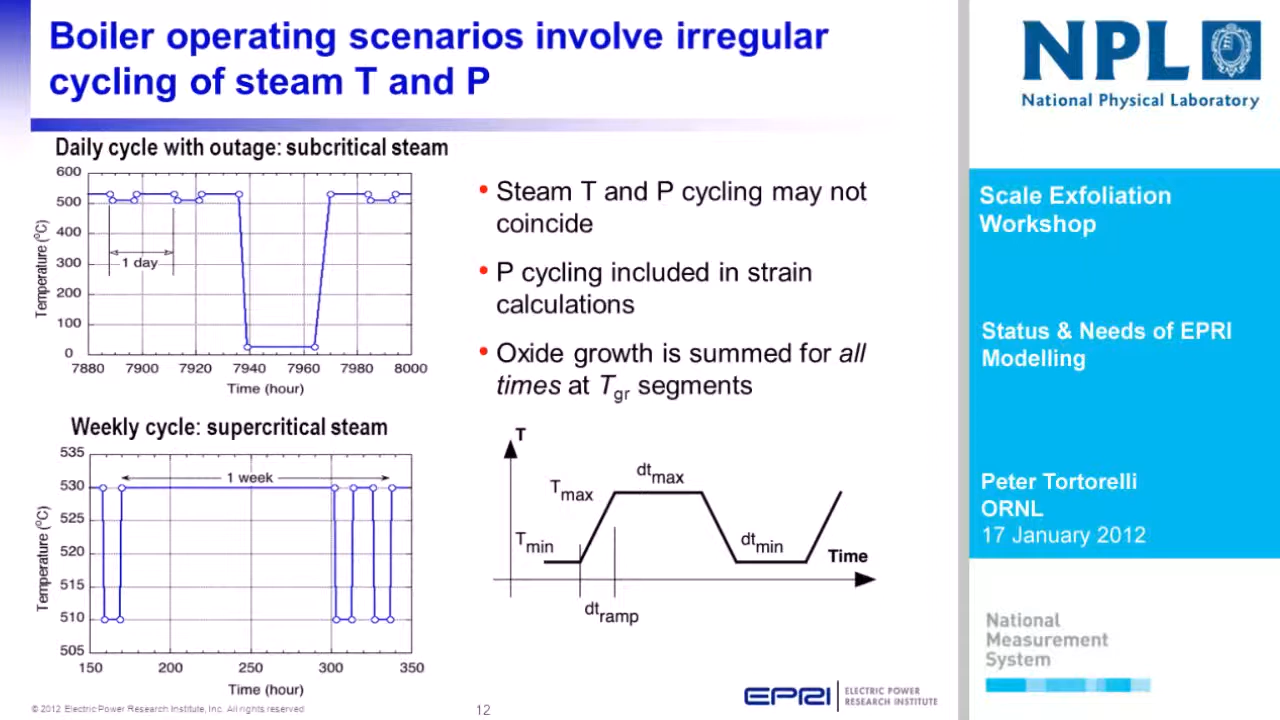 Boiler operating scenarios involve irregular
cycling of steam T and P
Daily cycle with outage: subcritical steam
600
500
400
300
200
100
0
Temperature (°C)
1 day
7880 7900 7920 7940 7960 7980 8000
Time (hour)
Weekly cycle: supercritical steam
535
530
525
520
515
510
505
Temperature (°C)
1 week
150 200 250 300 350
Time (hour)
• Steam T and P cycling may not
coincide
• P cycling included in strain
calculations
• Oxide growth is summed for all
times at Tgr segments
T
Tmax
dtmax
Tmin
dtmin
Time
dtramp
© 2012 Electric Power Research Institute, Inc. All rights reserved
12
EPRI
ELECTRIC POWER
RESEARCH INSTITUTE
NPL
National Physical Laboratory
Scale Exfoliation
Workshop
Status & Needs of EPRI
Modelling
Peter Tortorelli
ORNL
17 January 2012
National
Measurement
System